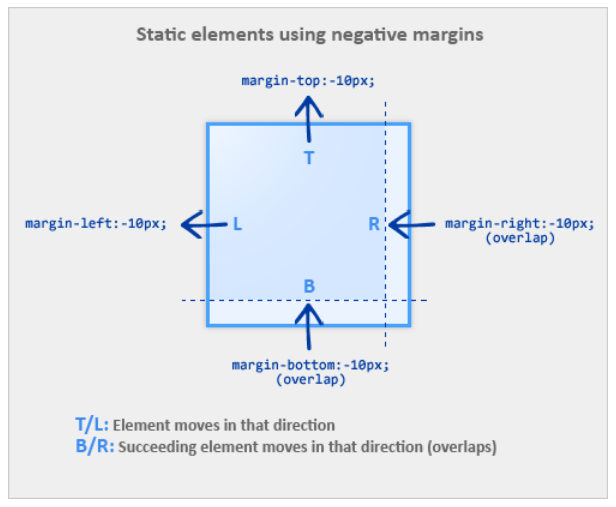 Static elements using negative margins
margin-top:-10px;
T
margin-left:-10px;
L
R
margin-right:-10px;
(overlap)
B
margin-bottom:-10px;
(overlap)
T/L: Element moves in that direction
B/R: Succeeding element moves in that direction (overlaps)